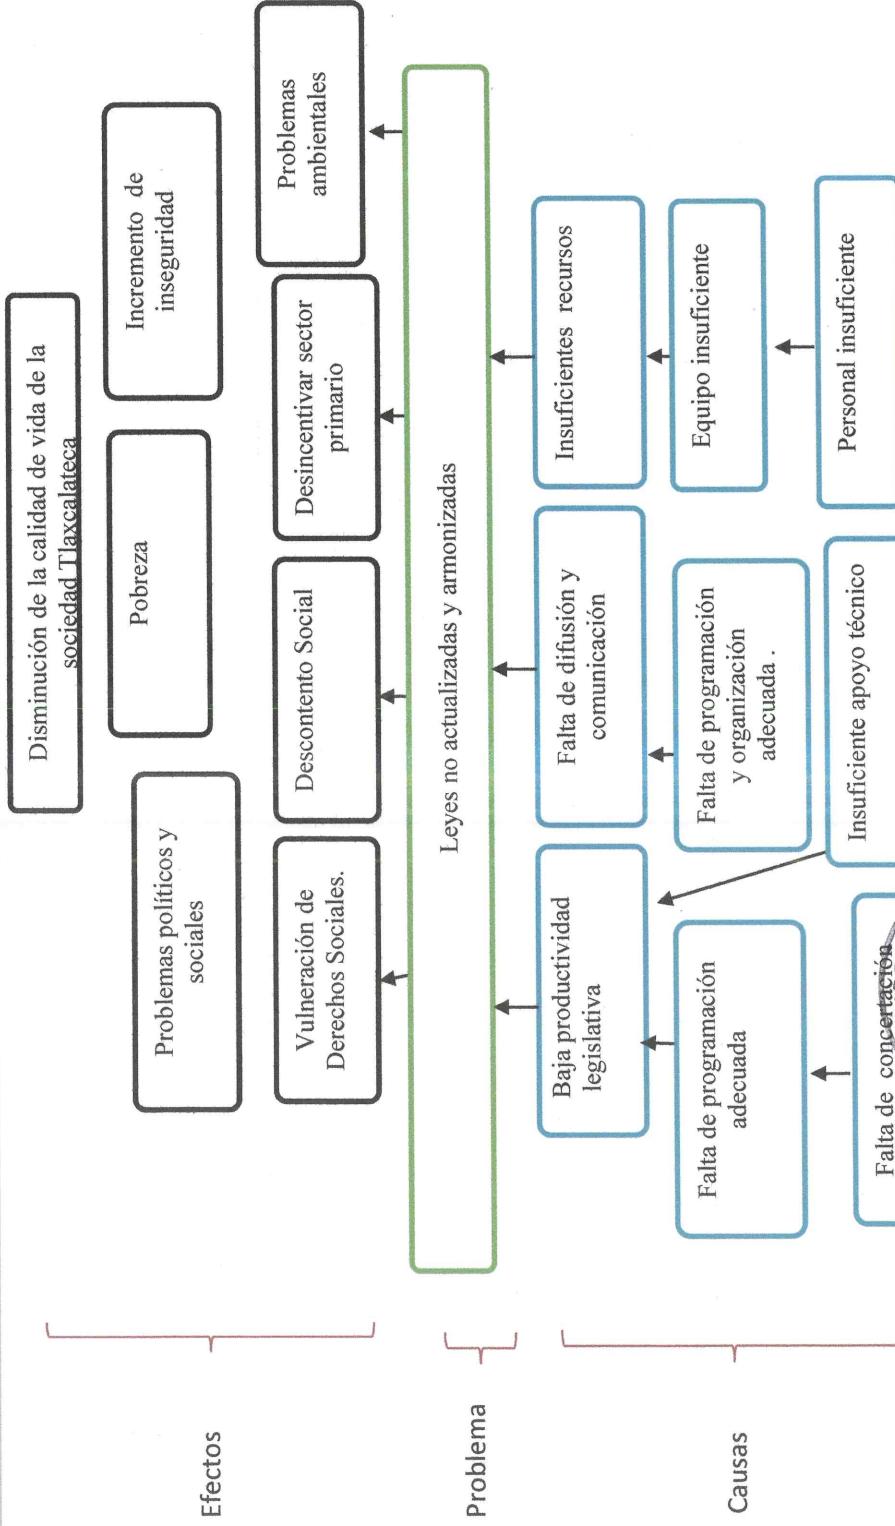 Disminución de la calidad de vida de la
sociedad Tlaxcalateca
Problemas políticos y
sociales
Pobreza
Incremento de
inseguridad
Efectos
Vulneración de
Derechos Sociales.
Descontento Social
Desincentivar sector
primario
Problemas
ambientales
Problema
Leyes no actualizadas y armonizadas
Baja productividad
legislativa
Falta de difusión y
comunicación
Insuficientes recursos
Causas
Falta de programación
adecuada
Falta de programación
y organización
adecuada .
Equipo insuficiente
Falta de concertación
Insuficiente apoyo técnico
Personal insuficiente